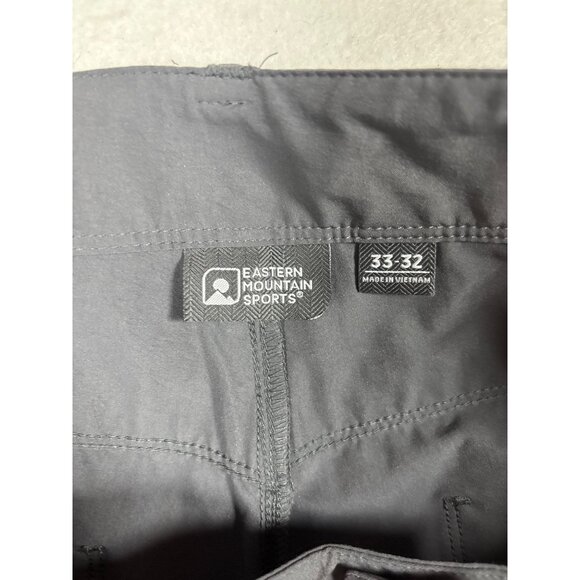 EASTERN
MOUNTAIN
SPORTS®
33-32
MADE IN VIETNAM